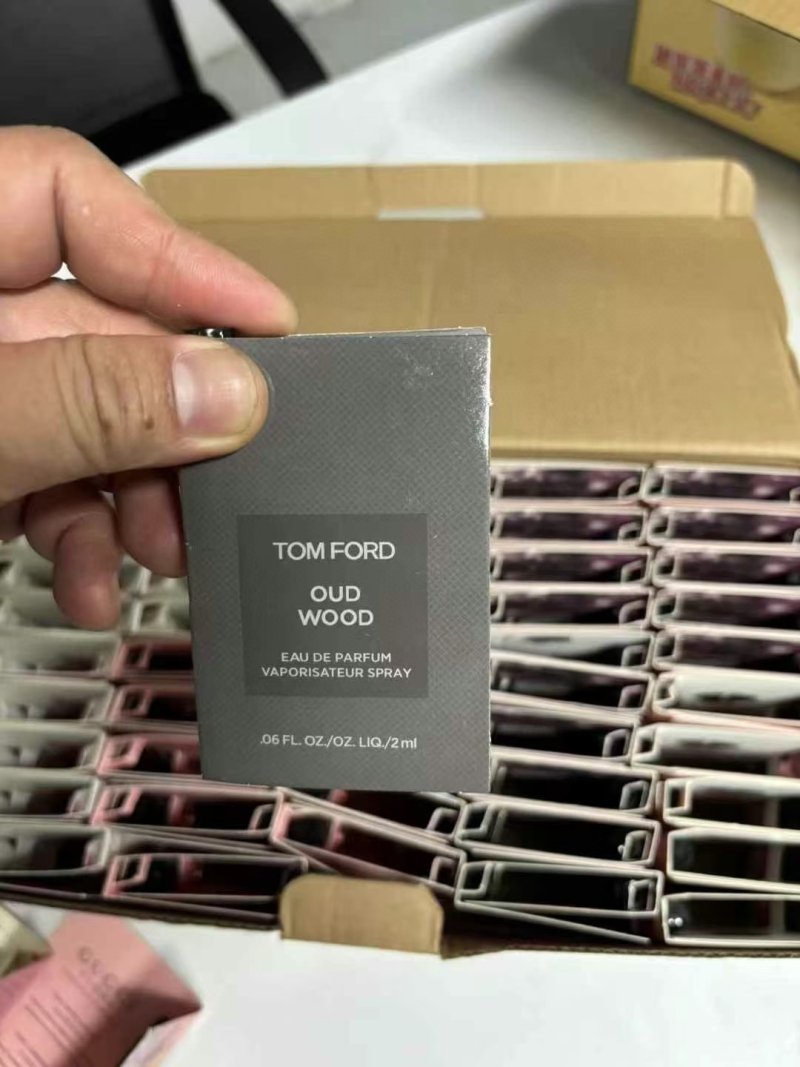 TOM FORD
OUD
WOOD
EAU DE PARFUM
VAPORISATEUR SPRAY
.06 FL. OZ./OZ. LIQ./2 ml